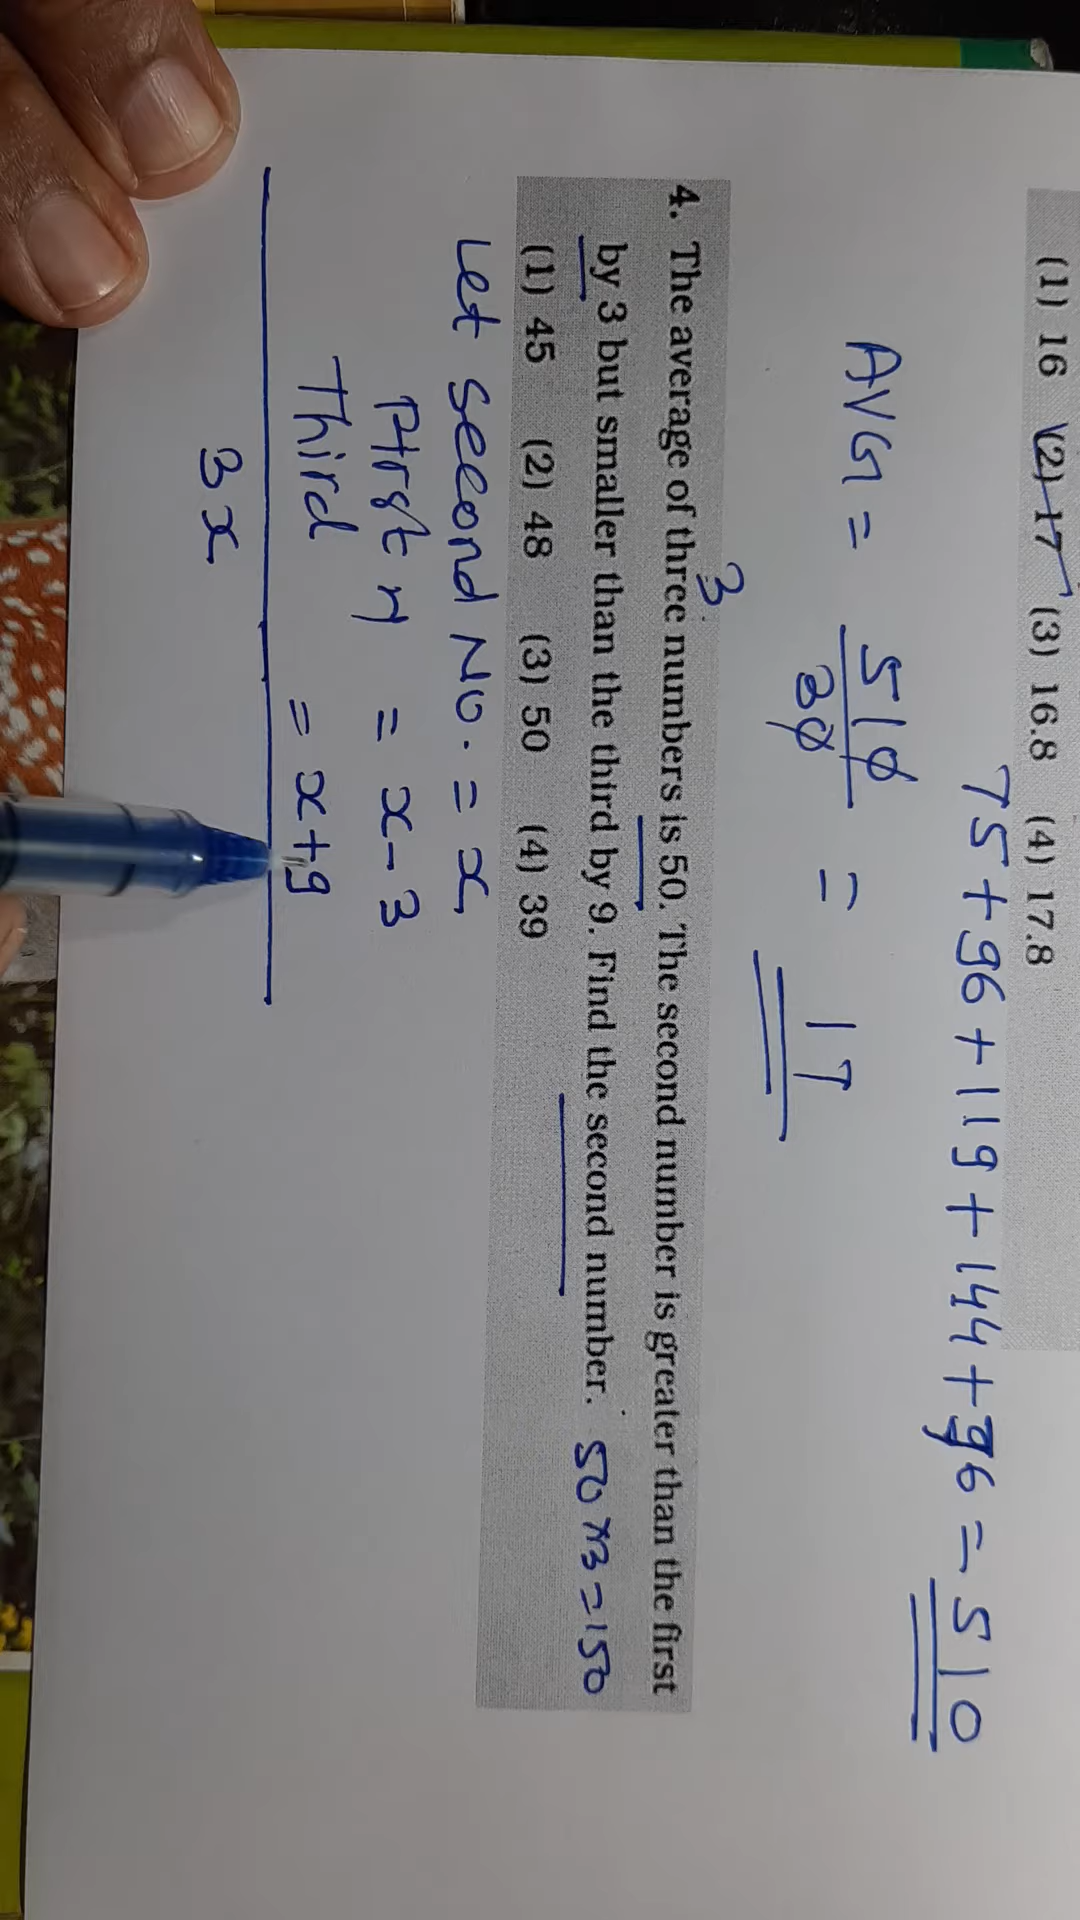 (1) 16 (2) 17 (3) 16.8 (4) 17.8
75 + 96 + 119 + 144 + 96 = 510
AVG = 510 / 30 = 17
3
4. The average of three numbers is 50. The second number is greater than the first
by 3 but smaller than the third by 9. Find the second number. 50 × 3 = 150
(1) 45 (2) 48 (3) 50 (4) 39
Let second No. = x
First n = x - 3
Third = x + 9
3x